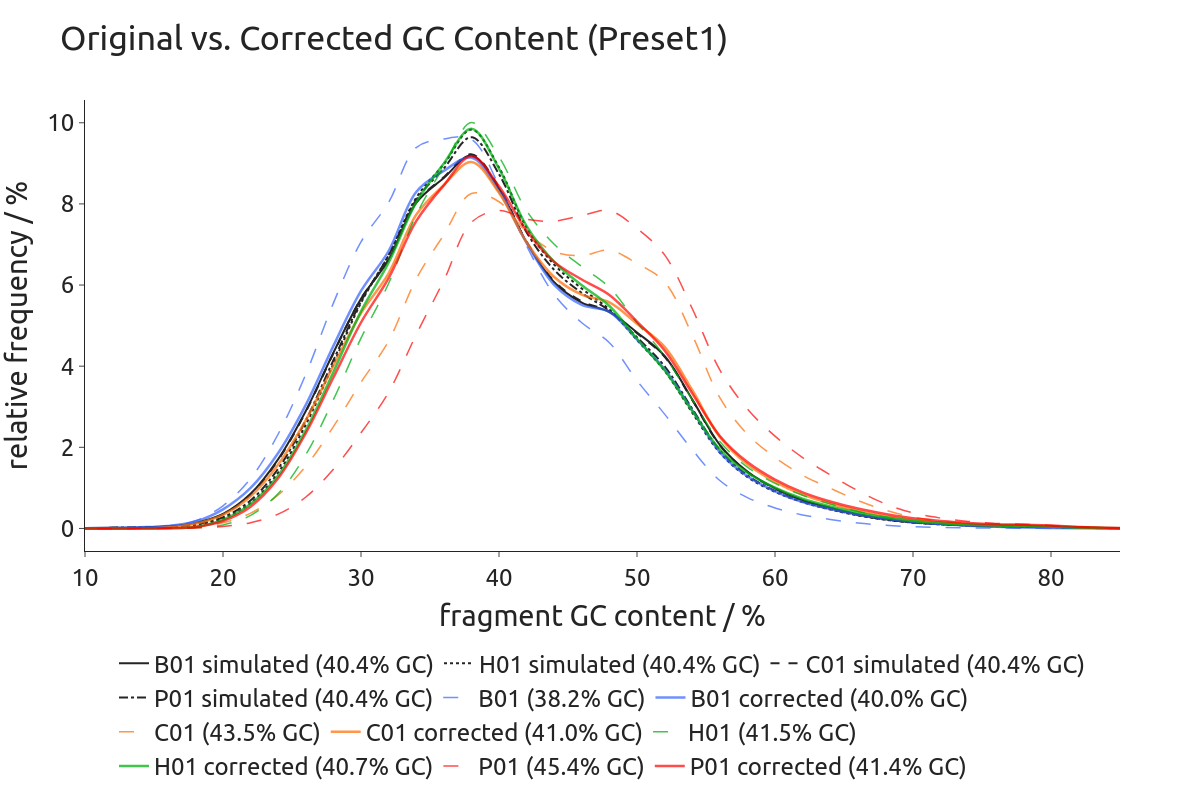 Original vs. Corrected GC Content (Preset1)
relative frequency / %
10
8
6
4
2
0
10 20 30 40 50 60 70 80
fragment GC content / %
B01 simulated (40.4% GC) H01 simulated (40.4% GC) C01 simulated (40.4% GC)
P01 simulated (40.4% GC) B01 (38.2% GC) B01 corrected (40.0% GC)
C01 (43.5% GC) C01 corrected (41.0% GC) H01 (41.5% GC)
H01 corrected (40.7% GC) P01 (45.4% GC) P01 corrected (41.4% GC)